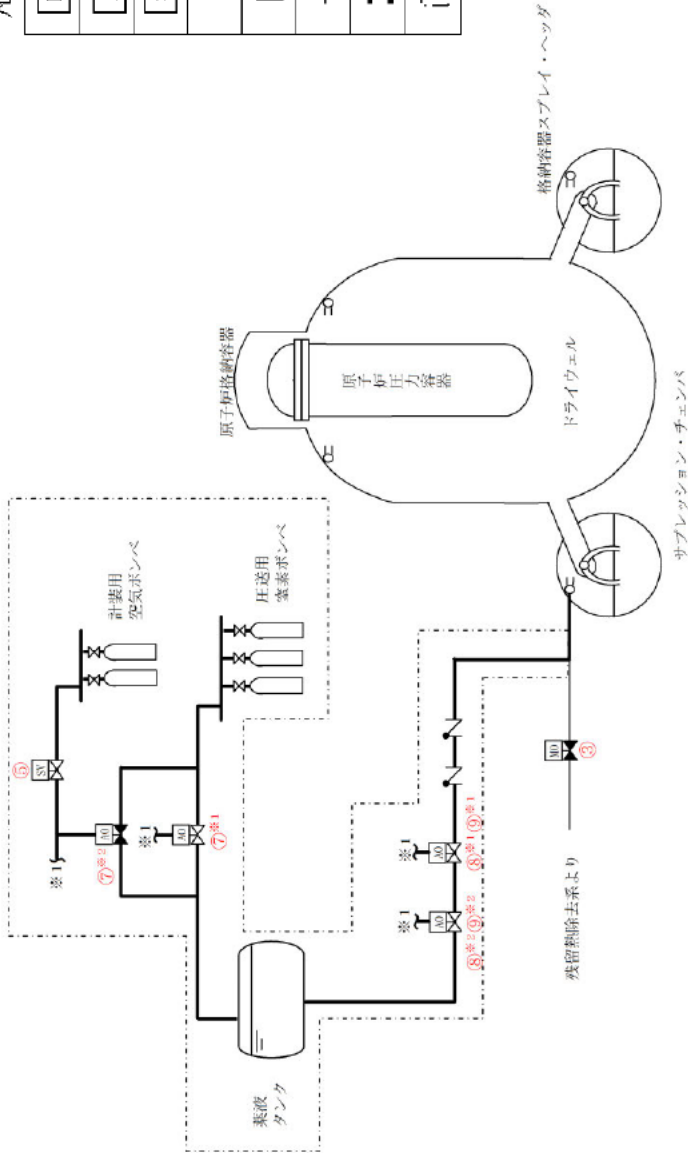 凡
格納容器スプレイ・ヘッダ
原子炉格納容器
原子炉圧力容器
ドライウェル
サプレッション・チェンバ
計装用
空気ボンベ
圧送用
窒素ボンベ
⑤
SV
※1
AO
⑦※2
※1
AO
⑦※1
※1
AO
⑧※1⑨※1
※1
AO
⑧※2⑨※2
MO
③
残留熱除去系より
薬液
タンク